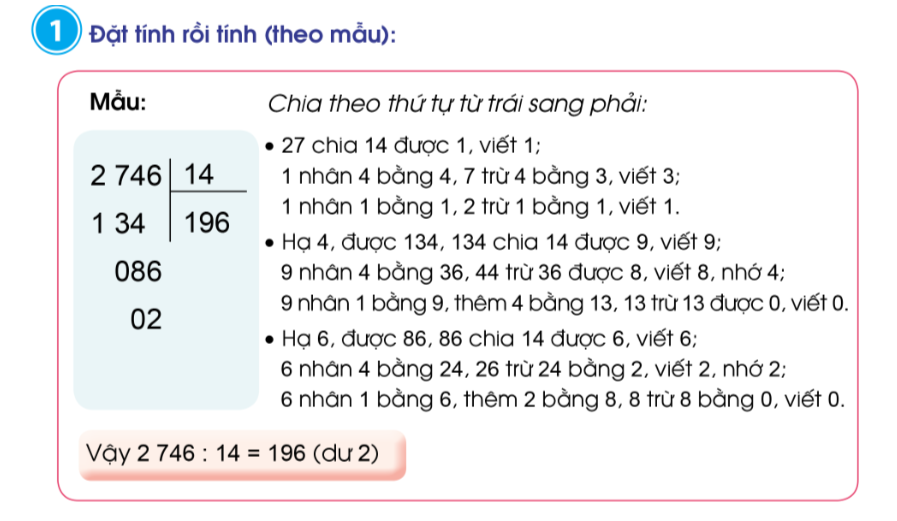 1 Đặt tính rồi tính (theo mẫu):
Mẫu:
Chia theo thứ tự từ trái sang phải:
2 746 14
1 34 196
086
02
• 27 chia 14 được 1, viết 1;
1 nhân 4 bằng 4, 7 trừ 4 bằng 3, viết 3;
1 nhân 1 bằng 1, 2 trừ 1 bằng 1, viết 1.
• Hạ 4, được 134, 134 chia 14 được 9, viết 9;
9 nhân 4 bằng 36, 44 trừ 36 được 8, viết 8, nhớ 4;
9 nhân 1 bằng 9, thêm 4 bằng 13, 13 trừ 13 được 0, viết 0.
• Hạ 6, được 86, 86 chia 14 được 6, viết 6;
6 nhân 4 bằng 24, 26 trừ 24 bằng 2, viết 2, nhớ 2;
6 nhân 1 bằng 6, thêm 2 bằng 8, 8 trừ 8 bằng 0, viết 0.
Vậy 2 746 : 14 = 196 (dư 2)